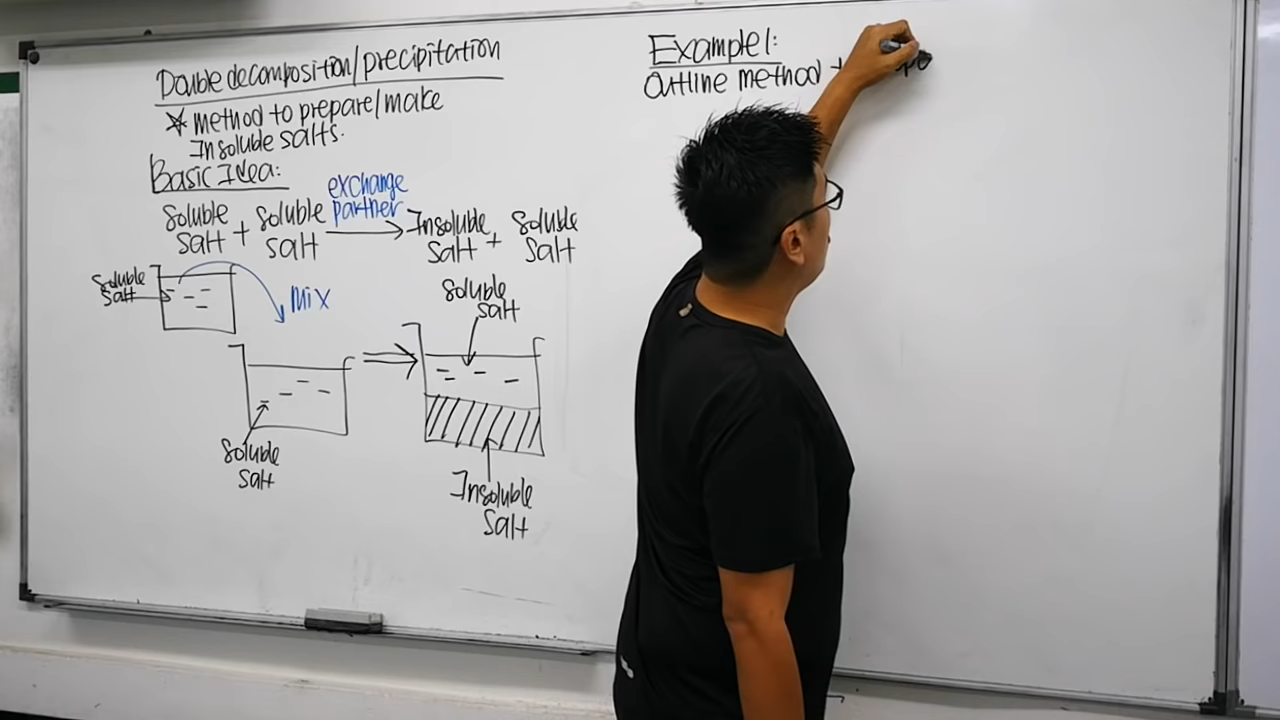 Double decomposition/precipitation
* method to prepare/make
Insoluble salts.
Basic Idea:
exchange
partner
Soluble salt + Soluble salt → Insoluble salt + Soluble salt
Soluble
salt
Mix
Soluble
salt
Soluble
salt
Insoluble
salt
Example 1:
Outline method